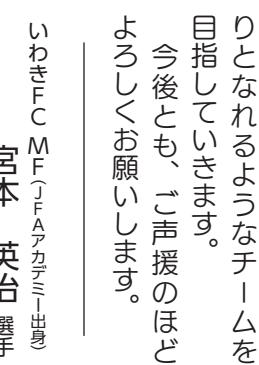 りとなれるようなチームを
目指していきます。
今後とも、ご声援のほど
よろしくお願いします。
いわきFC MF(JFAアカデミー出身)
宮本 英治 選手